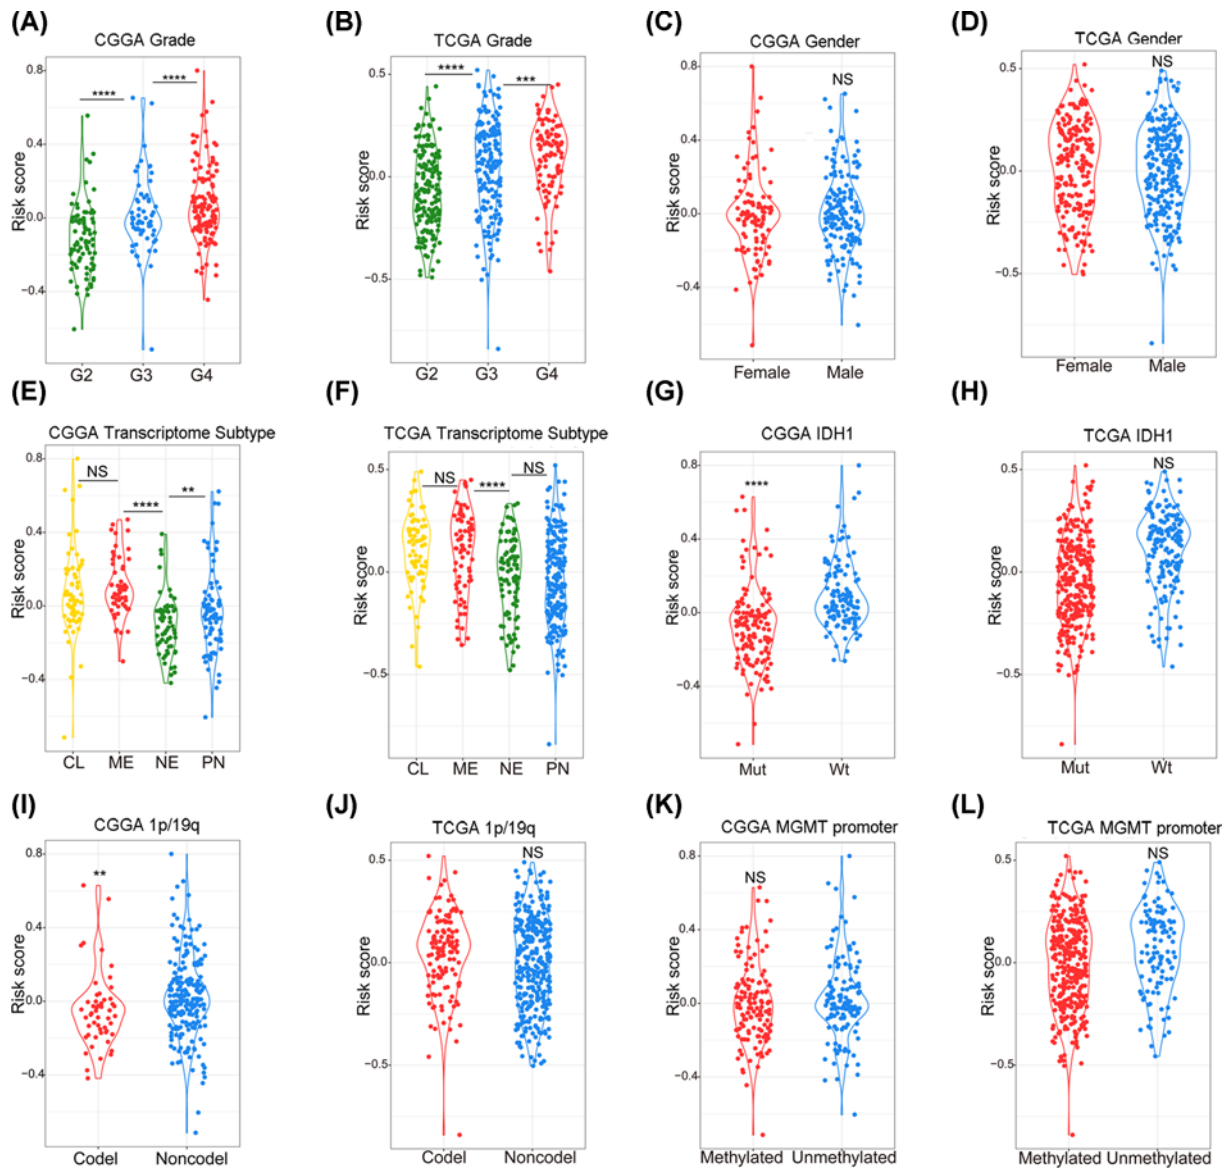 (A)
CGGA Grade
Risk score
0.8
0.4
0.0
−0.4
****
****
G2 G3 G4
(B)
TCGA Grade
Risk score
0.5
0.0
−0.5
****
***
G2 G3 G4
(C)
CGGA Gender
Risk score
0.8
0.4
0.0
−0.4
NS
Female Male
(D)
TCGA Gender
Risk score
0.5
0.0
−0.5
NS
Female Male
(E)
CGGA Transcriptome Subtype
Risk score
0.8
0.4
0.0
−0.4
NS
****
**
CL ME NE PN
(F)
TCGA Transcriptome Subtype
Risk score
0.5
0.0
−0.5
NS
****
NS
CL ME NE PN
(G)
CGGA IDH1
Risk score
0.8
0.4
0.0
−0.4
****
Mut Wt
(H)
TCGA IDH1
Risk score
0.5
0.0
−0.5
NS
Mut Wt
(I)
CGGA 1p/19q
Risk score
0.8
0.4
0.0
−0.4
**
Codel Noncodel
(J)
TCGA 1p/19q
Risk score
0.5
0.0
−0.5
NS
Codel Noncodel
(K)
CGGA MGMT promoter
Risk score
0.8
0.4
0.0
−0.4
NS
Methylated Unmethylated
(L)
TCGA MGMT promoter
Risk score
0.5
0.0
−0.5
NS
Methylated Unmethylated